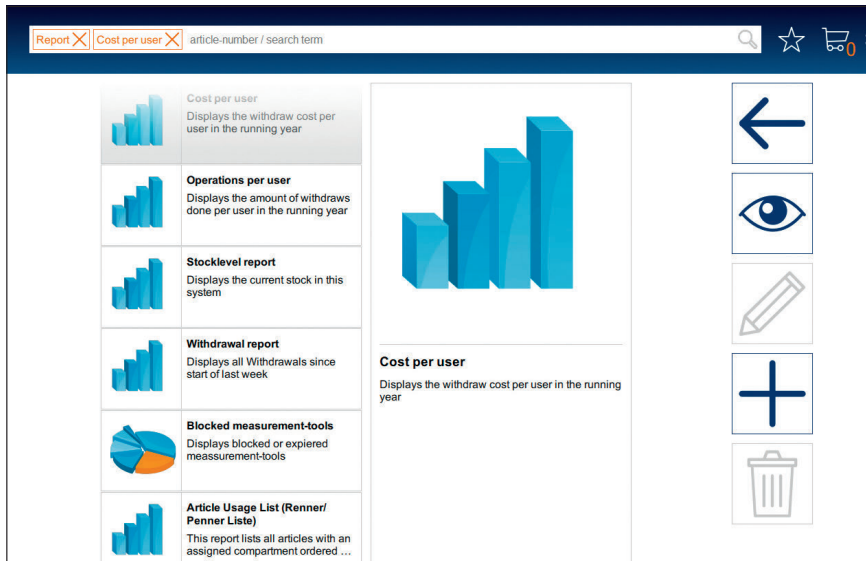 Report
Cost per user
article-number / search term
0
Cost per user
Displays the withdraw cost per
user in the running year
Operations per user
Displays the amount of withdraws
done per user in the running year
Stocklevel report
Displays the current stock in this
system
Withdrawal report
Displays all Withdrawals since
start of last week
Blocked measurement-tools
Displays blocked or expiered
meassurement-tools
Article Usage List (Renner/
Penner Liste)
This report lists all articles with an
assigned compartment ordered ...
Cost per user
Displays the withdraw cost per user in the running
year